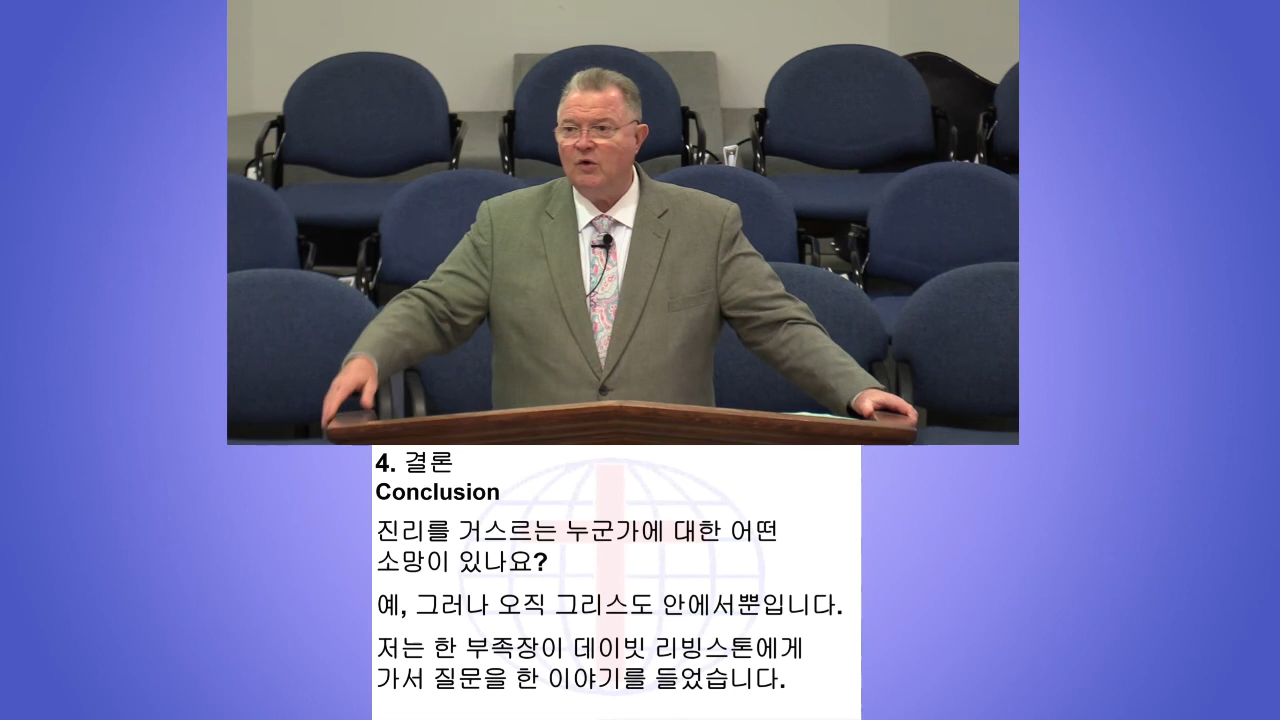 4. 결론
Conclusion
진리를 거스르는 누군가에 대한 어떤
소망이 있나요?
예, 그러나 오직 그리스도 안에서뿐입니다.
저는 한 부족장이 데이빗 리빙스톤에게
가서 질문을 한 이야기를 들었습니다.